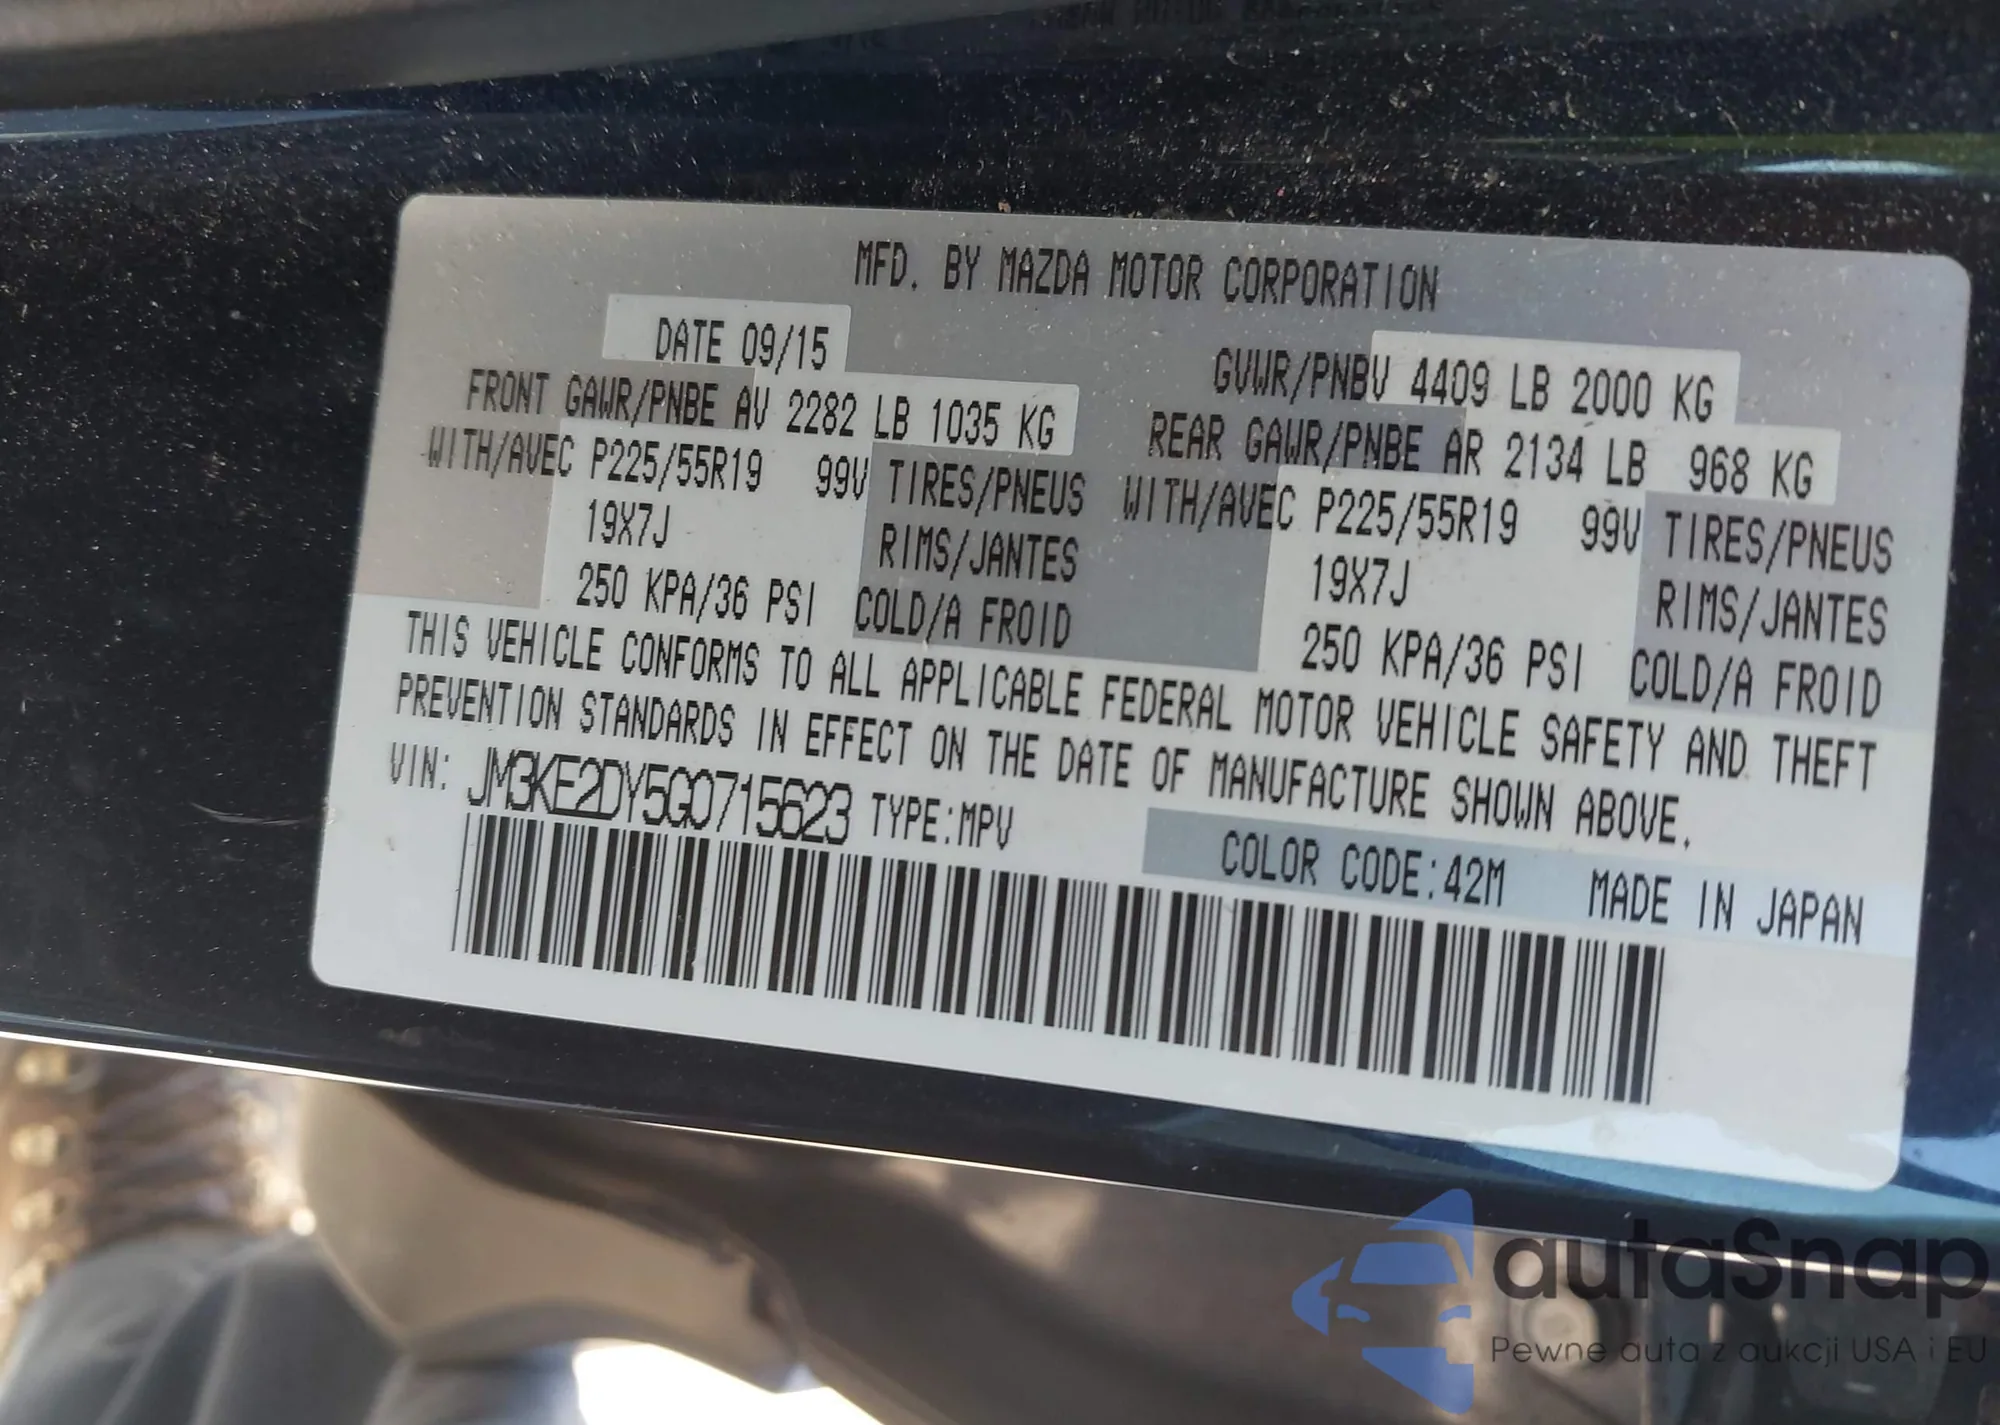 MFD. BY MAZDA MOTOR CORPORATION
DATE 09/15 GVWR/PNBV 4409 LB 2000 KG
FRONT GAWR/PNBE AV 2282 LB 1035 KG REAR GAWR/PNBE AR 2134 LB 968 KG
WITH/AVEC P225/55R19 99V TIRES/PNEUS WITH/AVEC P225/55R19 99V TIRES/PNEUS
19X7J RIMS/JANTES 19X7J RIMS/JANTES
250 KPA/36 PSI COLD/A FROID 250 KPA/36 PSI COLD/A FROID
THIS VEHICLE CONFORMS TO ALL APPLICABLE FEDERAL MOTOR VEHICLE SAFETY AND THEFT
PREVENTION STANDARDS IN EFFECT ON THE DATE OF MANUFACTURE SHOWN ABOVE.
VIN: JM3KE2DY5G0715623 TYPE:MPV COLOR CODE:42M MADE IN JAPAN
autaSnap
Pewne auta z aukcji USA i EU